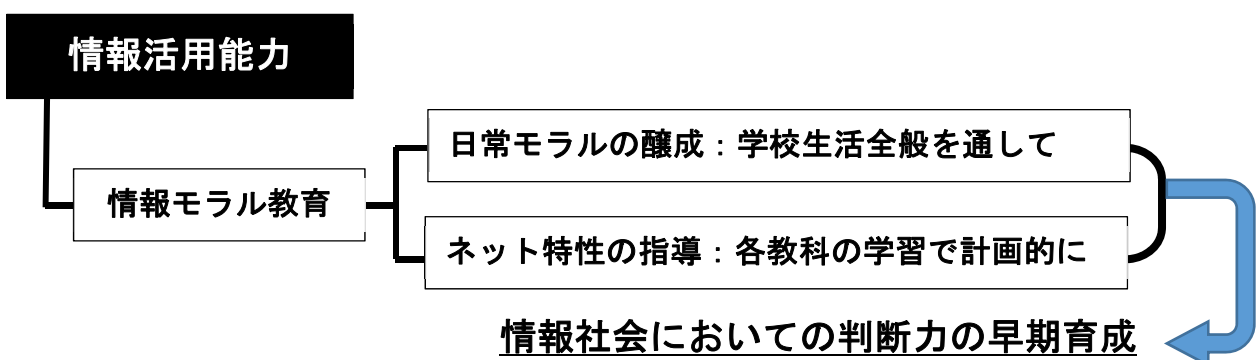 情報活用能力
日常モラルの醸成：学校生活全般を通して
情報モラル教育
ネット特性の指導：各教科の学習で計画的に
情報社会においての判断力の早期育成